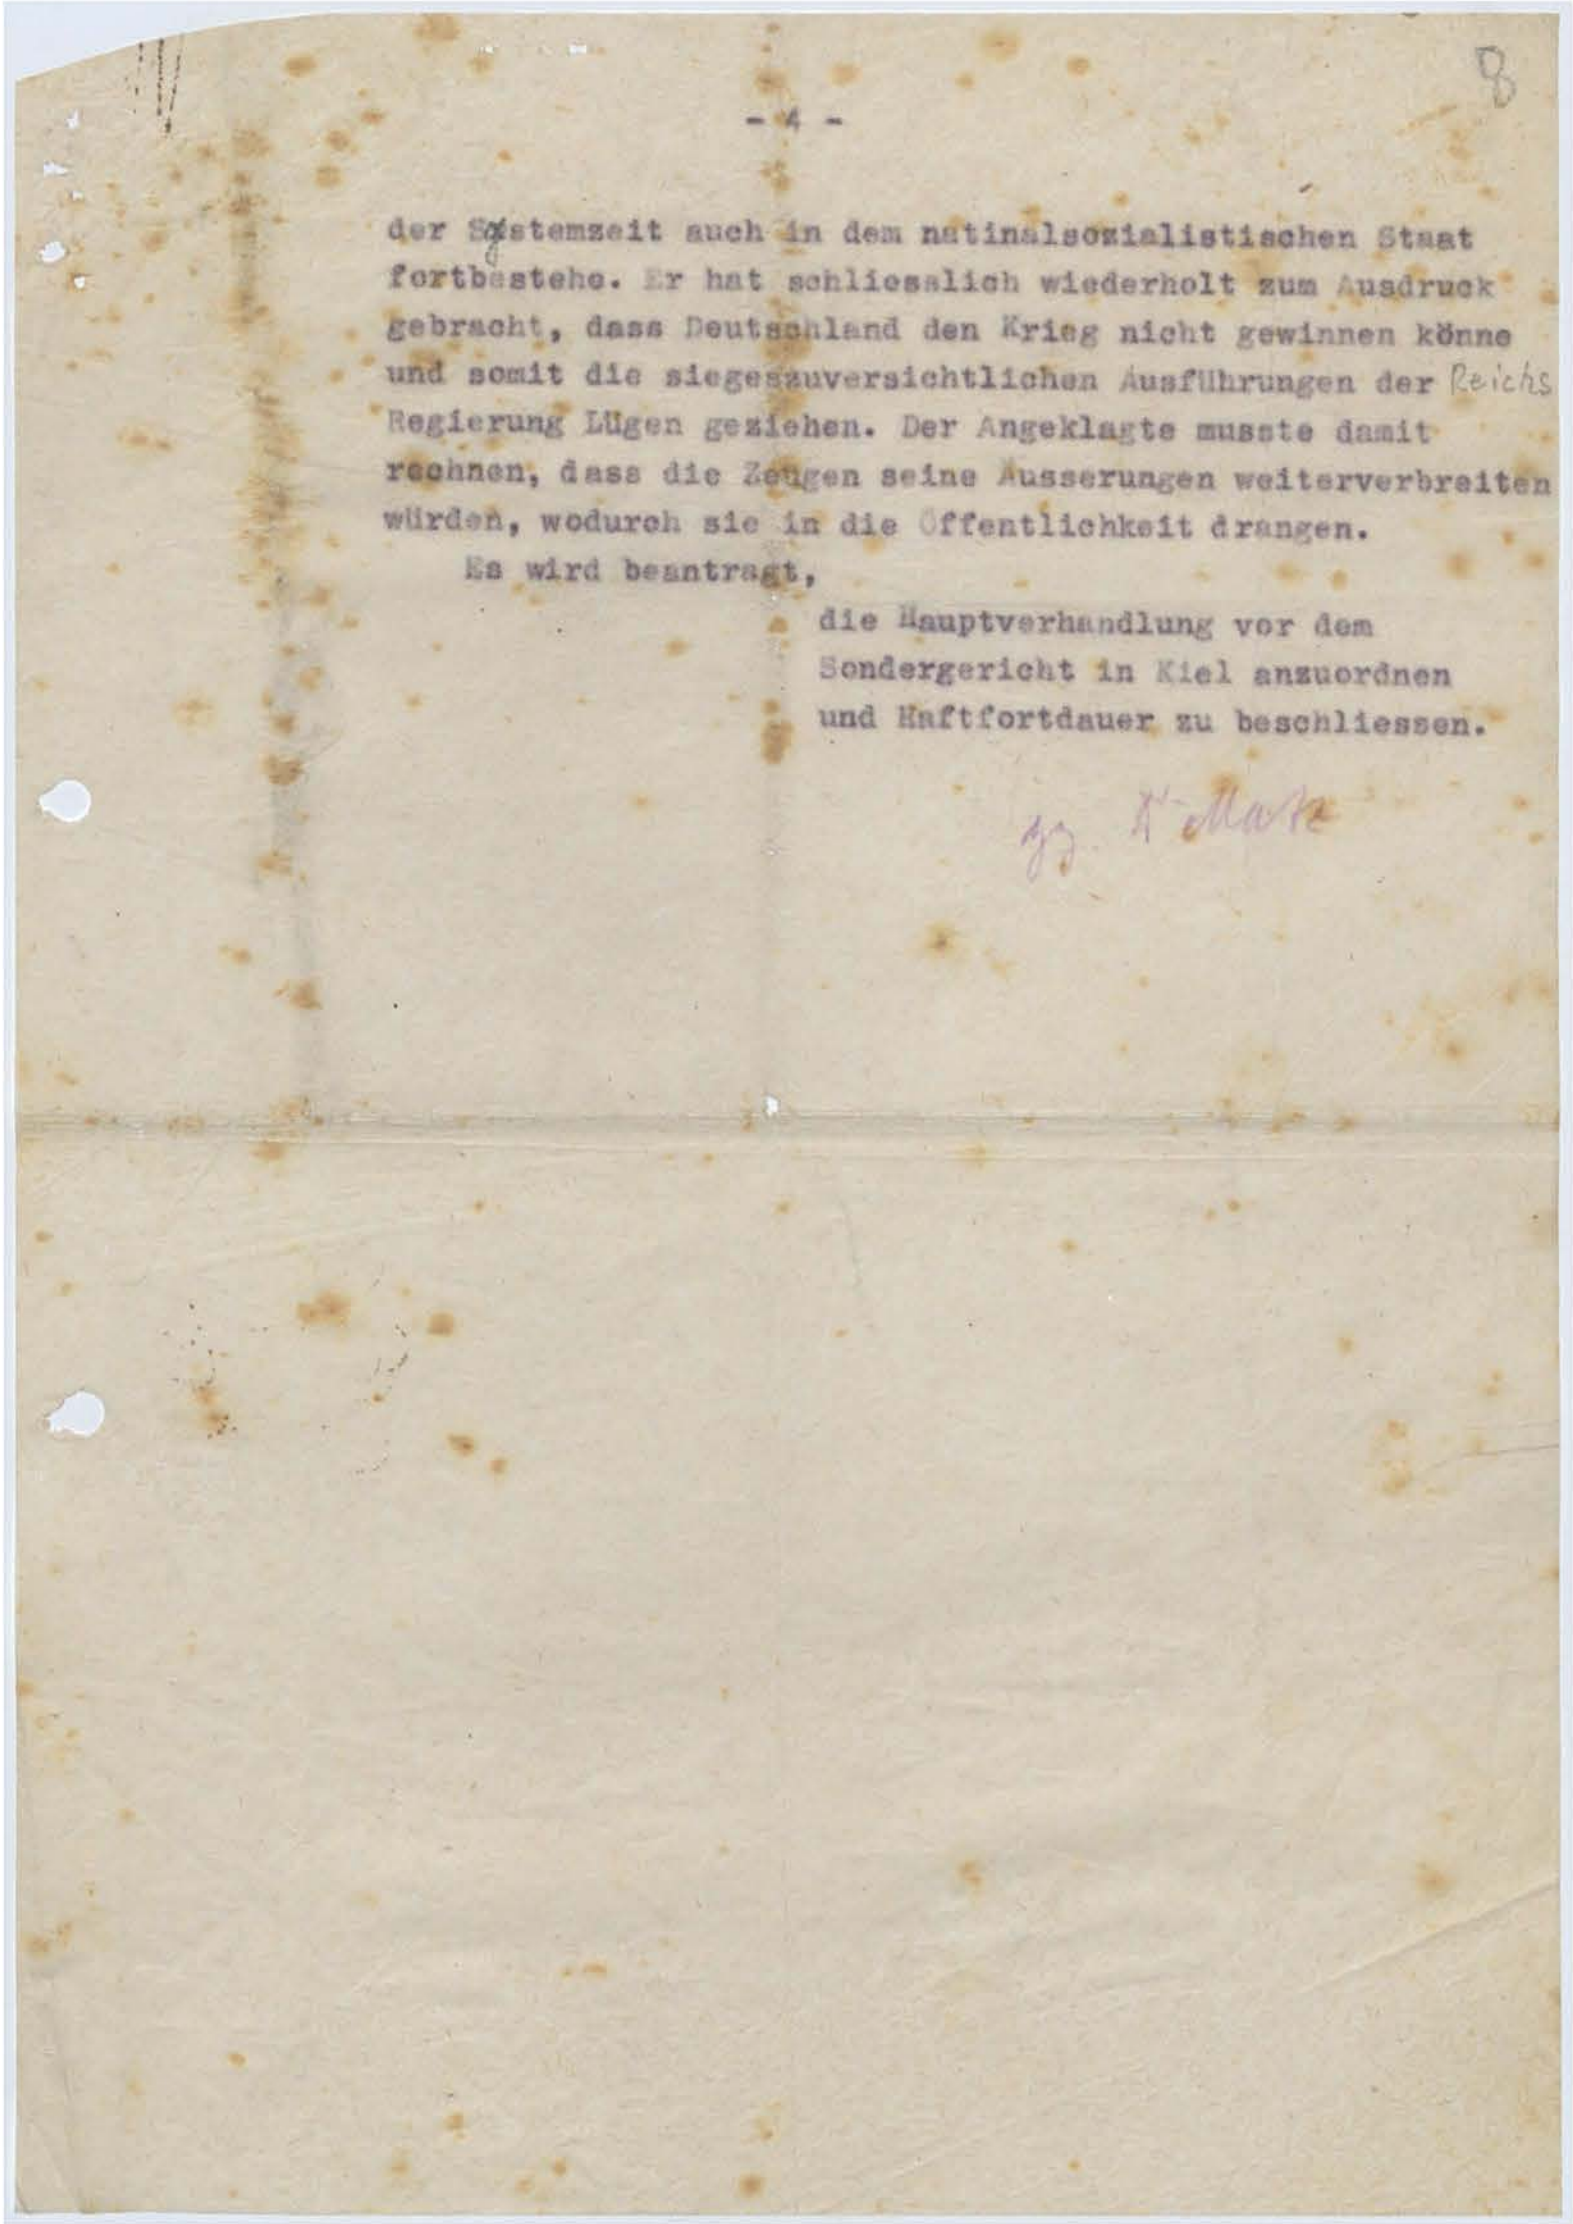 8
- 4 -
der Systemzeit auch in dem natinalsozialistischen Staat
fortbestehe. Er hat schliesslich wiederholt zum Ausdruck
gebracht, dass Deutschland den Krieg nicht gewinnen könne
und somit die siegeszuversichtlichen Ausführungen der Reichs
Regierung Lügen geziehen. Der Angeklagte musste damit
rechnen, dass die Zeugen seine Äusserungen weiterverbreiten
würden, wodurch sie in die Öffentlichkeit drangen.
Es wird beantragt,
die Hauptverhandlung vor dem
Sondergericht in Kiel anzuordnen
und Haftfortdauer zu beschliessen.
gz. Dr